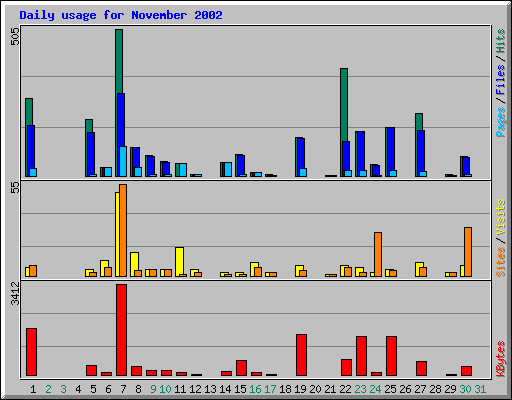 Daily usage for November 2002
505
Pages / Files / Hits
55
Sites / Visits
3412
KBytes
1 2 3 4 5 6 7 8 9 10 11 12 13 14 15 16 17 18 19 20 21 22 23 24 25 26 27 28 29 30 31